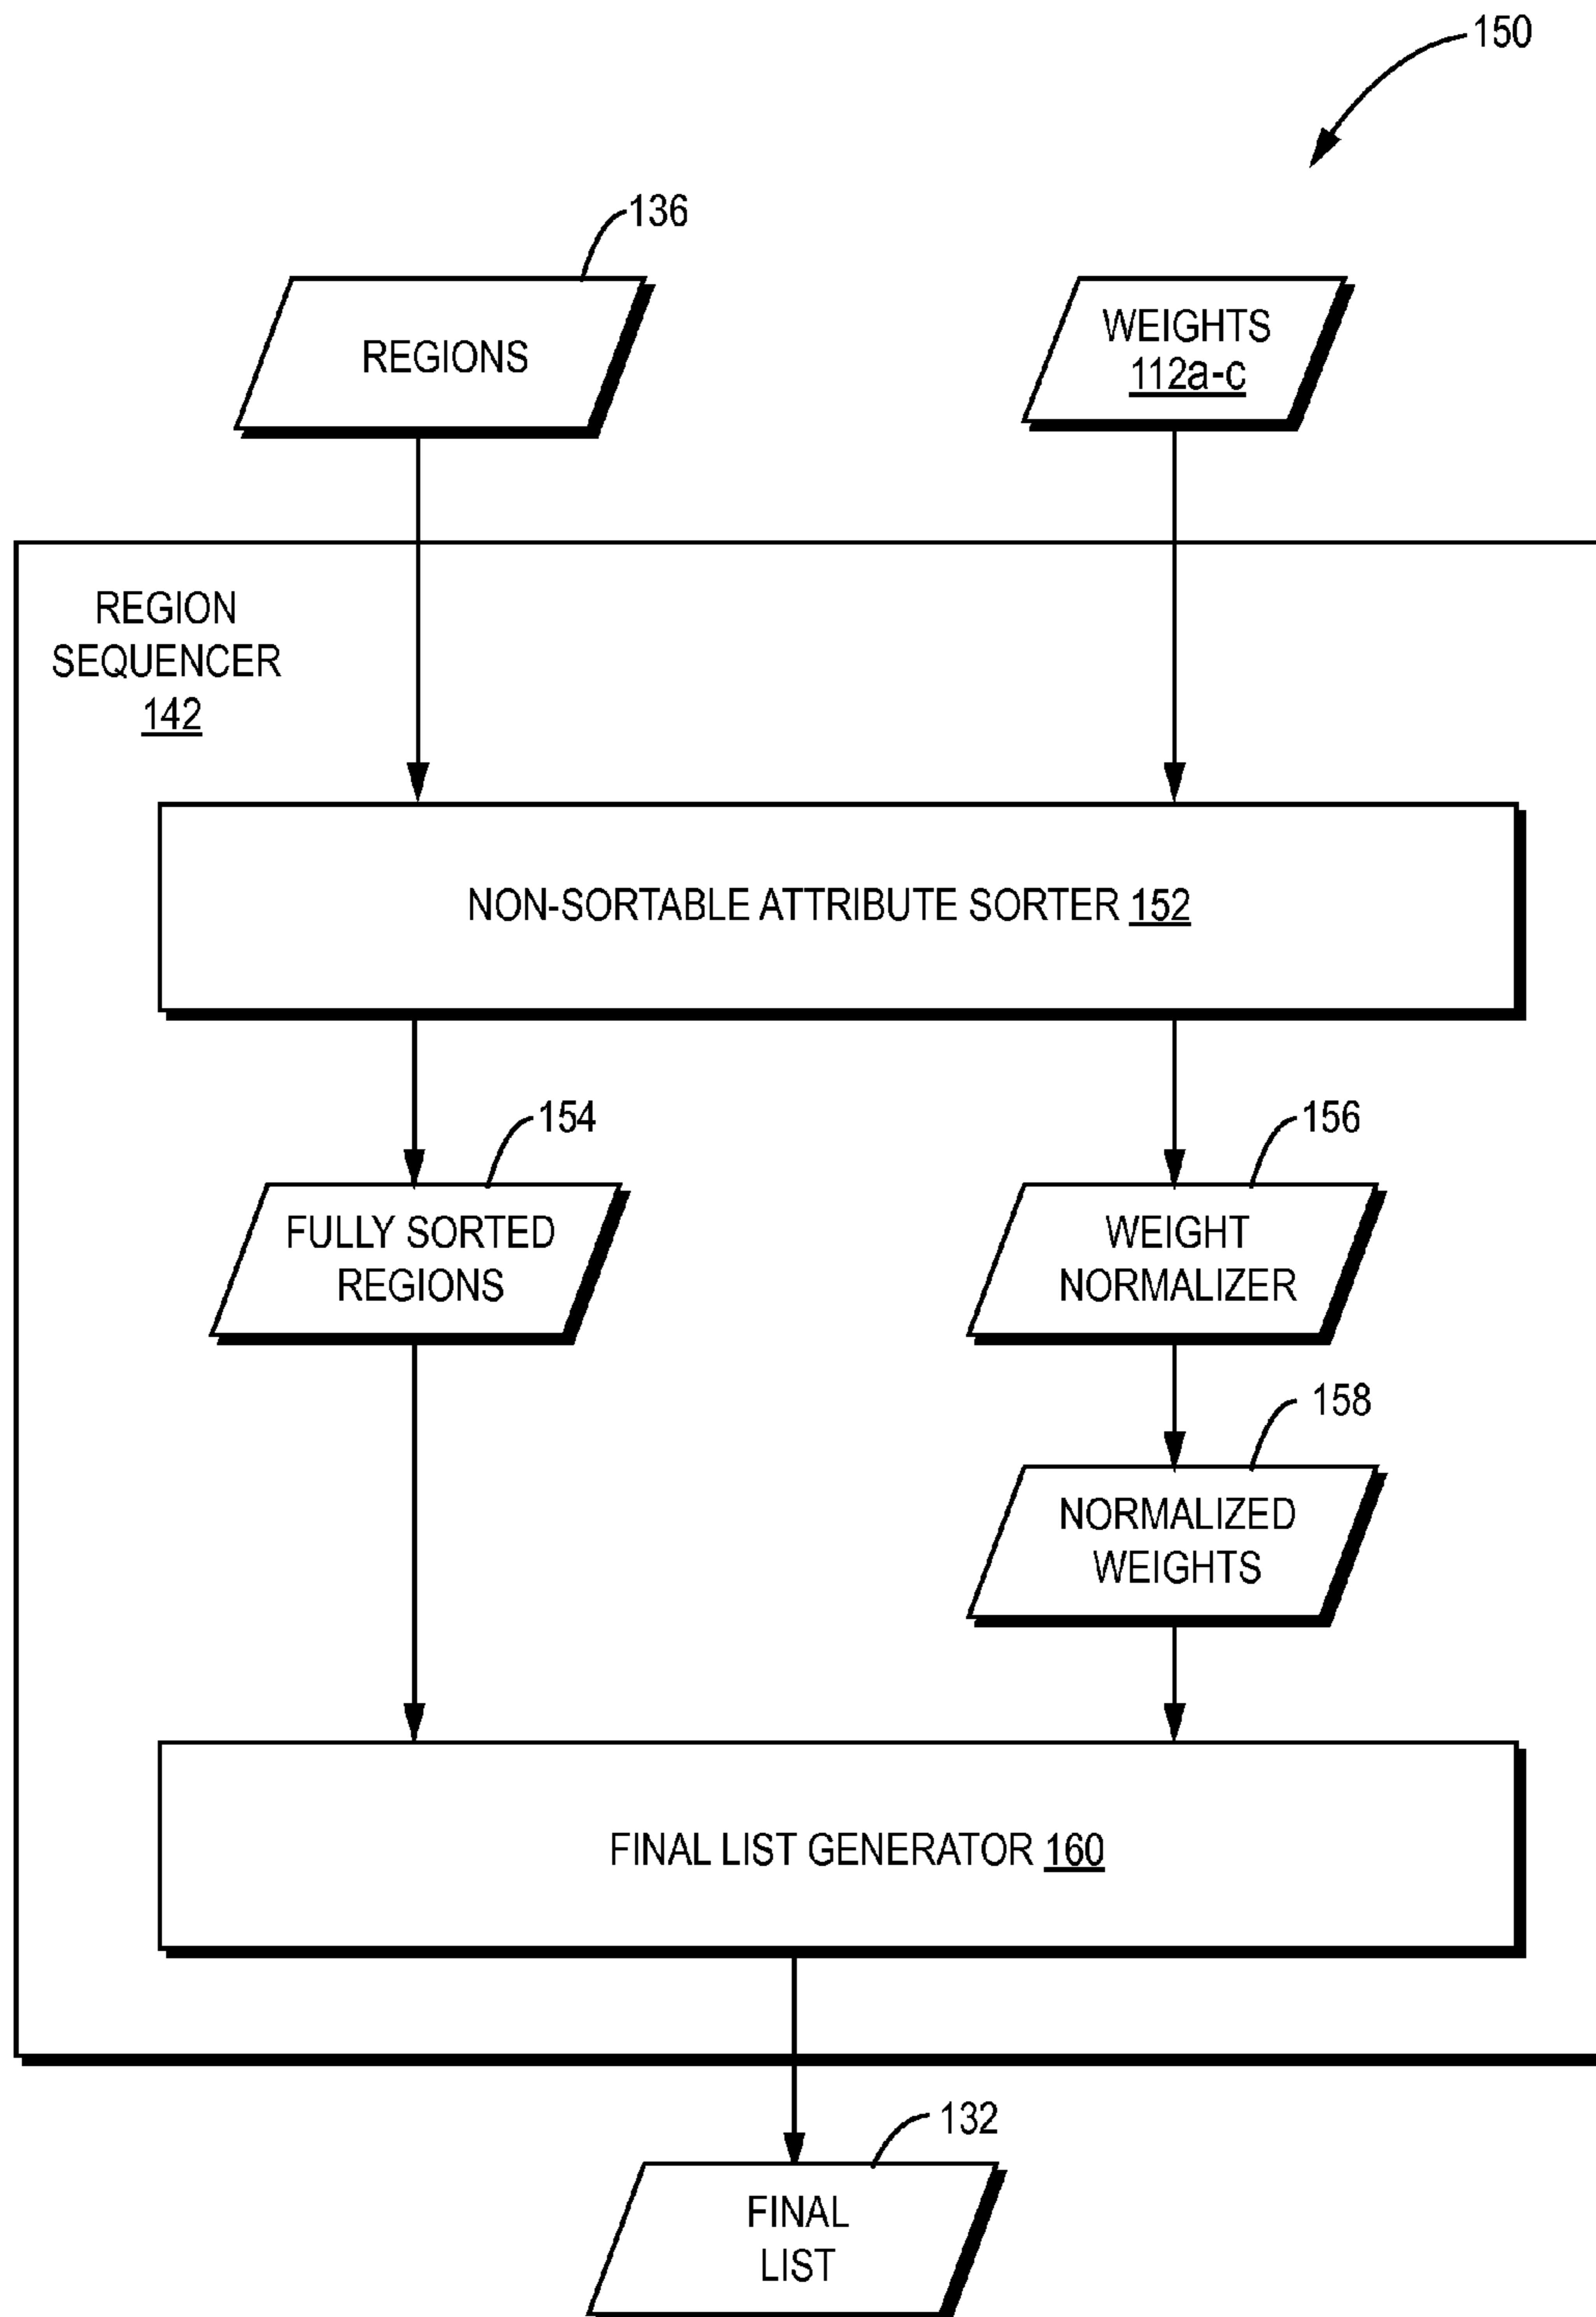 150
136
REGIONS
WEIGHTS
112a-c
REGION
SEQUENCER
142
NON-SORTABLE ATTRIBUTE SORTER 152
154
156
FULLY SORTED
REGIONS
WEIGHT
NORMALIZER
158
NORMALIZED
WEIGHTS
FINAL LIST GENERATOR 160
132
FINAL
LIST